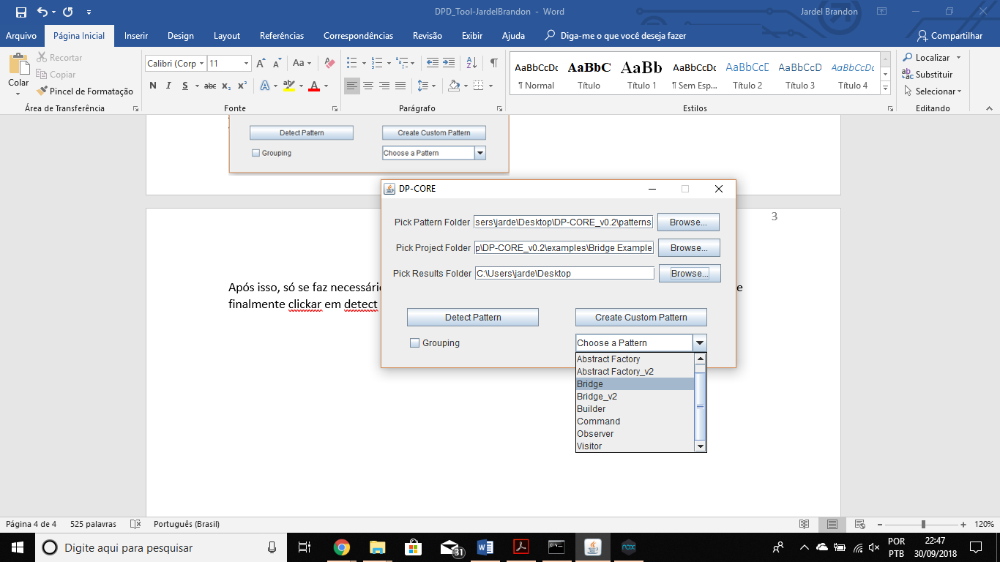 DPD_Tool-JardelBrandon - Word
Jardel Brandon
Arquivo Página Inicial Inserir Design Layout Referências Correspondências Revisão Exibir Ajuda Diga-me o que você deseja fazer Compartilhar
Colar
Recortar
Copiar
Pincel de Formatação
Área de Transferência
Calibri (Corp 11
Fonte
Parágrafo
AaBbCcDc AaBbC AaBb AaBbCcDc AaBbCcD AaBbCcD AaBbCcDc
¶ Normal Título Título 1 ¶ Sem Esp... Título 2 Título 3 Título 4
Estilos
Localizar
Substituir
Selecionar
Editando
Detect Pattern Create Custom Pattern
Grouping Choose a Pattern
DP-CORE
Pick Pattern Folder sers\jarde\Desktop\DP-CORE_v0.2\patterns Browse...
Pick Project Folder p\DP-CORE_v0.2\examples\Bridge Example Browse...
Pick Results Folder C:\Users\jarde\Desktop Browse...
Detect Pattern Create Custom Pattern
Grouping Choose a Pattern
Abstract Factory
Abstract Factory_v2
Bridge
Bridge_v2
Builder
Command
Observer
Visitor
3
Após isso, só se faz necessári e
finalmente clickar em detect
Página 4 de 4 525 palavras Português (Brasil) 120%
Digite aqui para pesquisar
31
nox
POR
PTB
22:47
30/09/2018